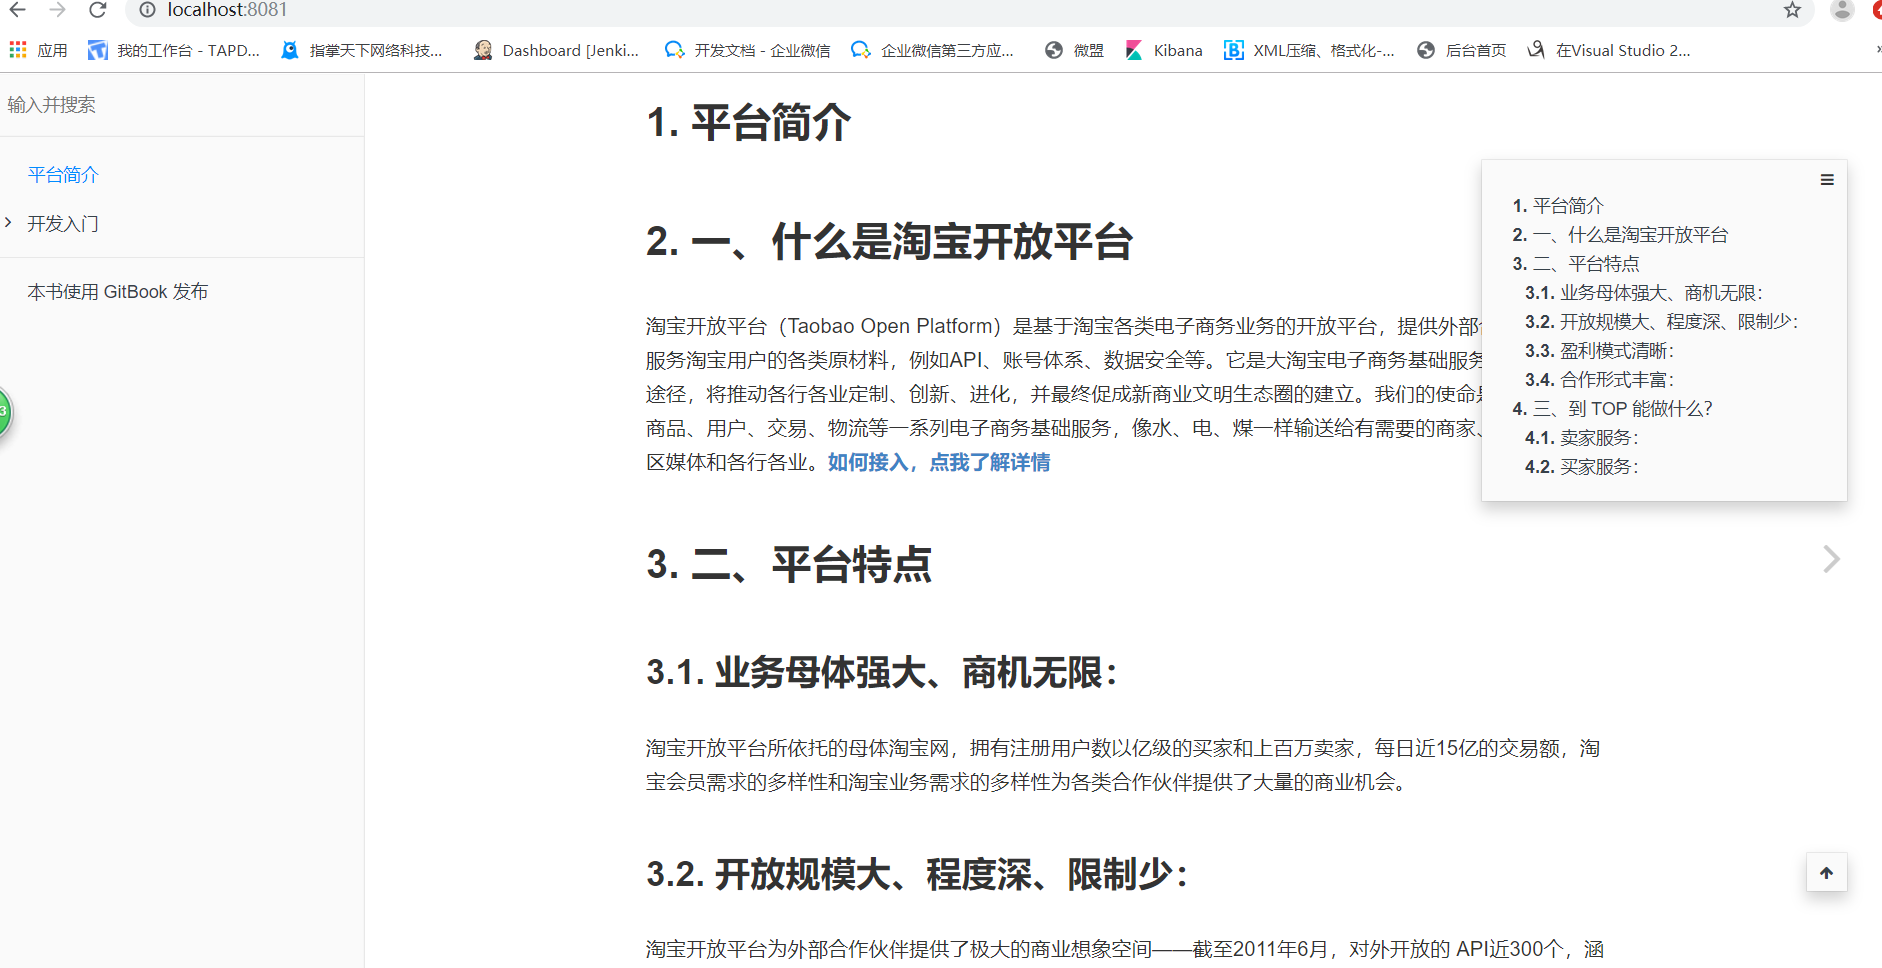 localhost:8081
应用
我的工作台 - TAPD...
指掌天下网络科技...
Dashboard [Jenki...
开发文档 - 企业微信
企业微信第三方应...
微盟
Kibana
XML压缩、格式化-...
后台首页
在Visual Studio 2...
输入并搜索
平台简介
开发入门
本书使用 GitBook 发布
1. 平台简介
2. 一、什么是淘宝开放平台
淘宝开放平台（Taobao Open Platform）是基于淘宝各类电子商务业务的开放平台，提供外部
服务淘宝用户的各类原材料，例如API、账号体系、数据安全等。它是大淘宝电子商务基础服务
途径，将推动各行各业定制、创新、进化，并最终促成新商业文明生态圈的建立。我们的使命
商品、用户、交易、物流等一系列电子商务基础服务，像水、电、煤一样输送给有需要的商家、
区媒体和各行各业。如何接入，点我了解详情
3. 二、平台特点
3.1. 业务母体强大、商机无限：
淘宝开放平台所依托的母体淘宝网，拥有注册用户数以亿级的买家和上百万卖家，每日近15亿的交易额，淘
宝会员需求的多样性和淘宝业务需求的多样性为各类合作伙伴提供了大量的商业机会。
3.2. 开放规模大、程度深、限制少：
淘宝开放平台为外部合作伙伴提供了极大的商业想象空间——截至2011年6月，对外开放的 API近300个，涵
1. 平台简介
2. 一、什么是淘宝开放平台
3. 二、平台特点
3.1. 业务母体强大、商机无限：
3.2. 开放规模大、程度深、限制少：
3.3. 盈利模式清晰：
3.4. 合作形式丰富：
4. 三、到 TOP 能做什么？
4.1. 卖家服务：
4.2. 买家服务：